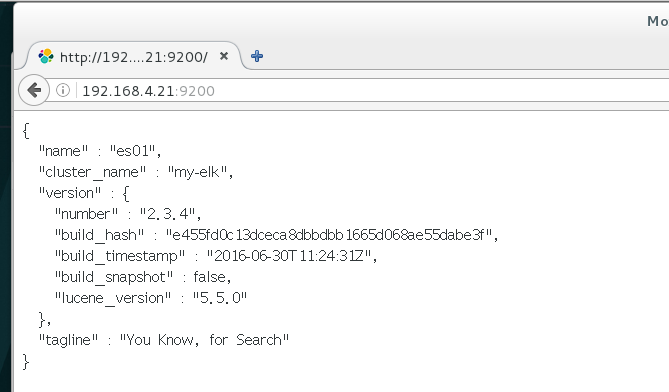 Mo
http://192....21:9200/
192.168.4.21:9200
{
  "name" : "es01",
  "cluster_name" : "my-elk",
  "version" : {
    "number" : "2.3.4",
    "build_hash" : "e455fd0c13dceca8dbbdbb1665d068ae55dabe3f",
    "build_timestamp" : "2016-06-30T11:24:31Z",
    "build_snapshot" : false,
    "lucene_version" : "5.5.0"
  },
  "tagline" : "You Know, for Search"
}